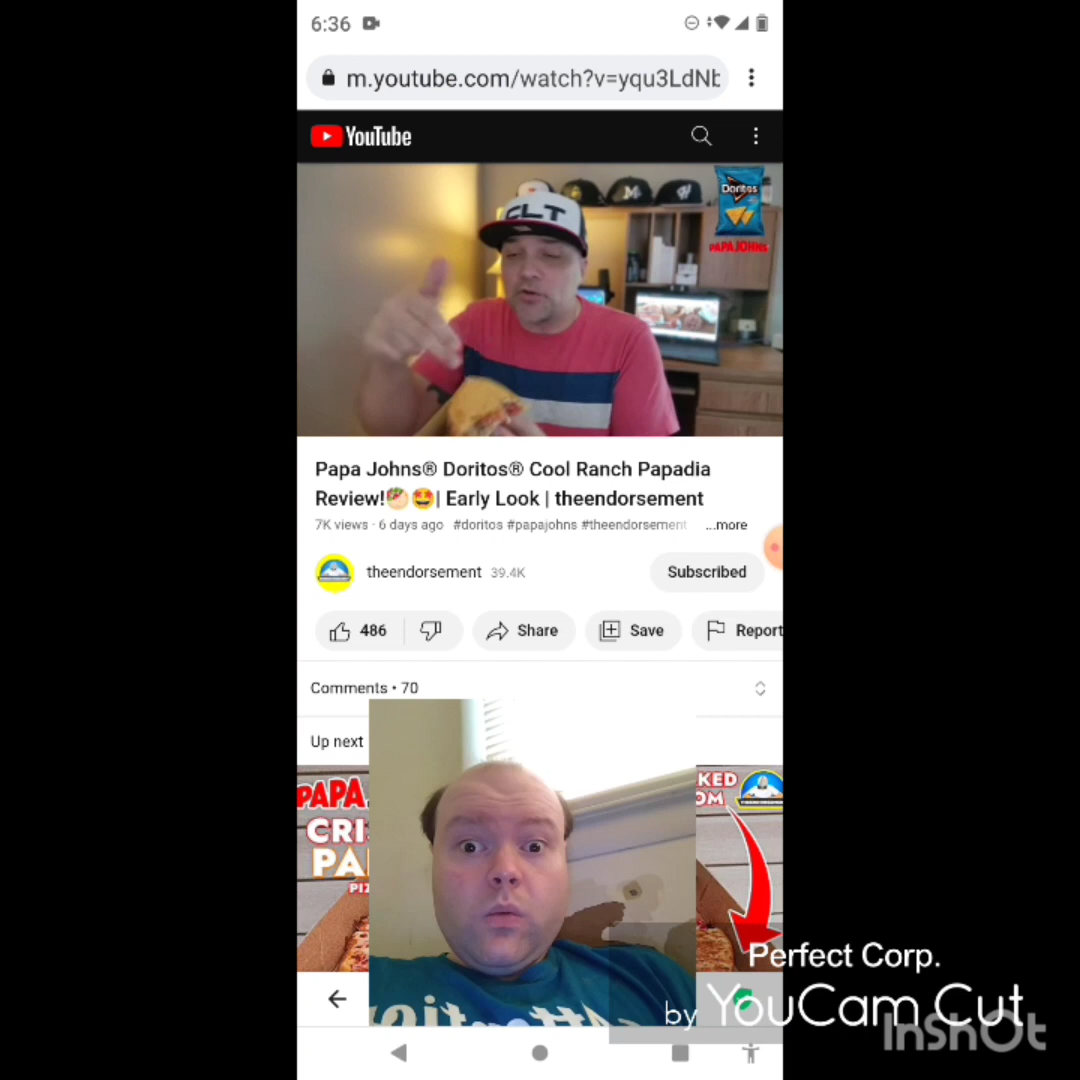 6:36
m.youtube.com/watch?v=yqu3LdNb
YouTube
Doritos
PAPA JOHNs
CLT
Papa Johns® Doritos® Cool Ranch Papadia
Review!🥙🤩| Early Look | theendorsement
7K views · 6 days ago #doritos #papajohns #theendorsement ...more
theendorsement 39.4K Subscribed
486 Share Save Report
Comments • 70
Up next
PAPA
CRI
PA
PIZ
KED
OM
Perfect Corp.
by YouCam Cut
InShOt